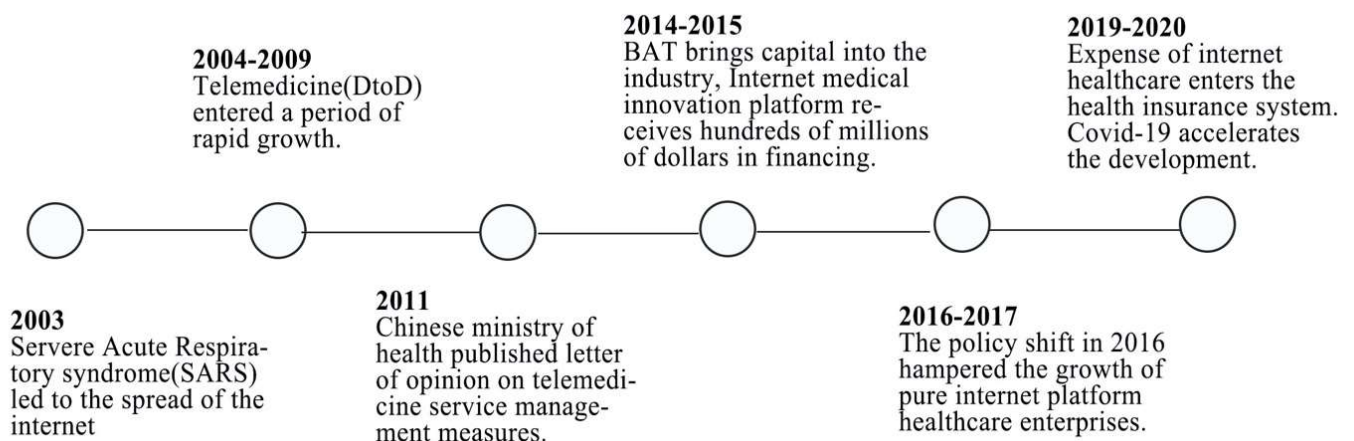 2003
Servere Acute Respira-
tory syndrome(SARS)
led to the spread of the
internet
2004-2009
Telemedicine(DtoD)
entered a period of
rapid growth.
2011
Chinese ministry of
health published letter
of opinion on telemedi-
cine service manage-
ment measures.
2014-2015
BAT brings capital into the
industry, Internet medical
innovation platform re-
ceives hundreds of millions
of dollars in financing.
2016-2017
The policy shift in 2016
hampered the growth of
pure internet platform
healthcare enterprises.
2019-2020
Expense of internet
healthcare enters the
health insurance system.
Covid-19 accelerates
the development.